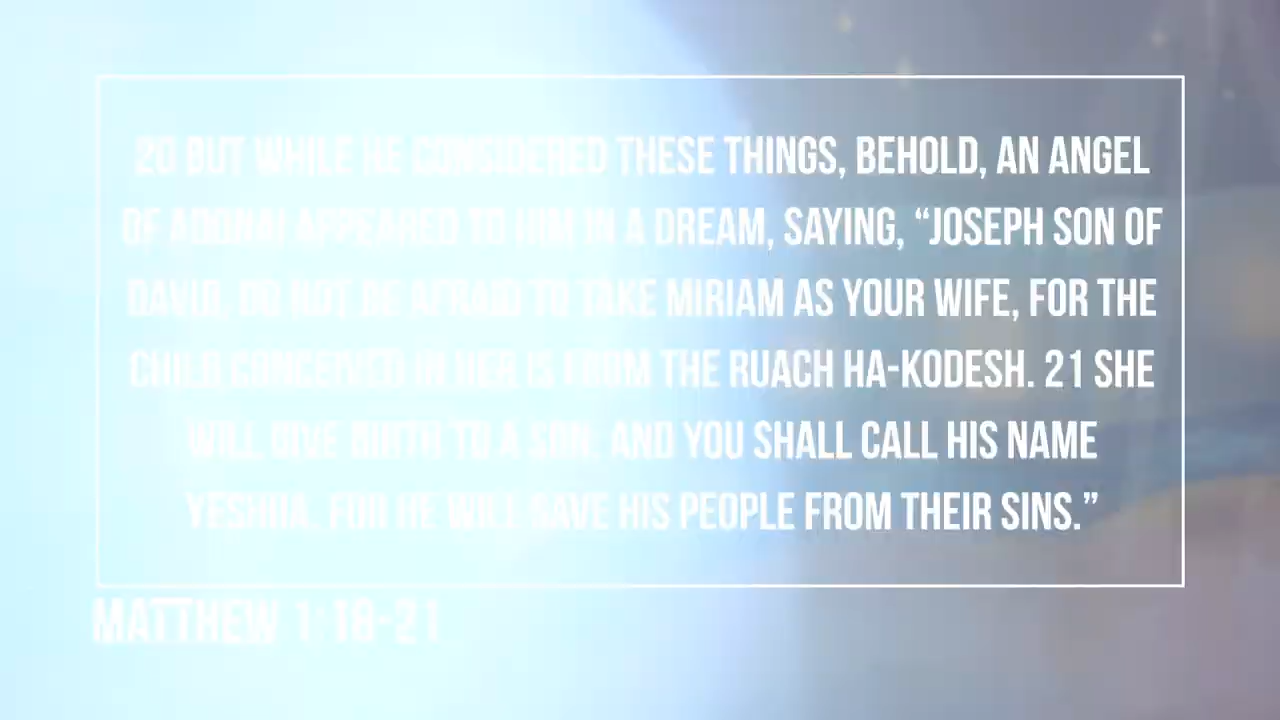 20 BUT WHILE HE CONSIDERED THESE THINGS, BEHOLD, AN ANGEL
OF ADONAI APPEARED TO HIM IN A DREAM, SAYING, “JOSEPH SON OF
DAVID, DO NOT BE AFRAID TO TAKE MIRIAM AS YOUR WIFE, FOR THE
CHILD CONCEIVED IN HER IS FROM THE RUACH HA-KODESH. 21 SHE
WILL GIVE BIRTH TO A SON; AND YOU SHALL CALL HIS NAME
YESHUA, FOR HE WILL SAVE HIS PEOPLE FROM THEIR SINS.”
MATTHEW 1:18-21